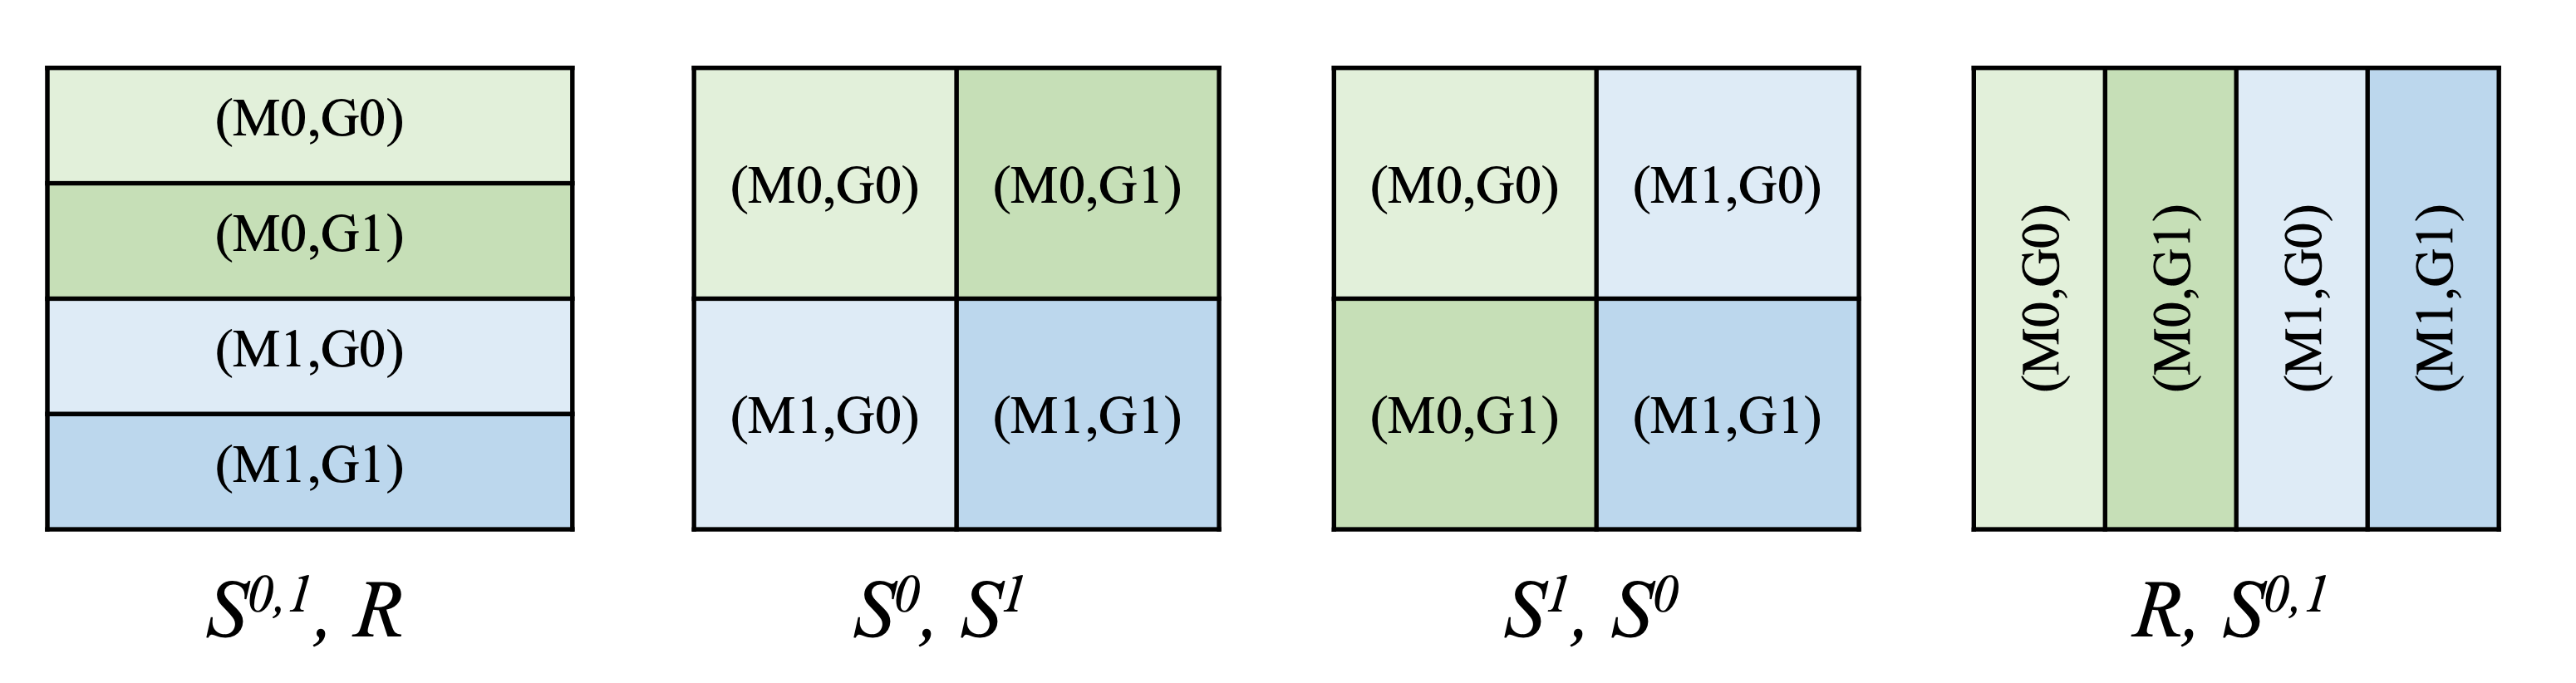 (M0,G0)
(M0,G1)
(M1,G0)
(M1,G1)
S^{0,1}, R
(M0,G0) (M0,G1)
(M1,G0) (M1,G1)
S^0, S^1
(M0,G0) (M1,G0)
(M0,G1) (M1,G1)
S^1, S^0
(M0,G0)
(M0,G1)
(M1,G0)
(M1,G1)
R, S^{0,1}